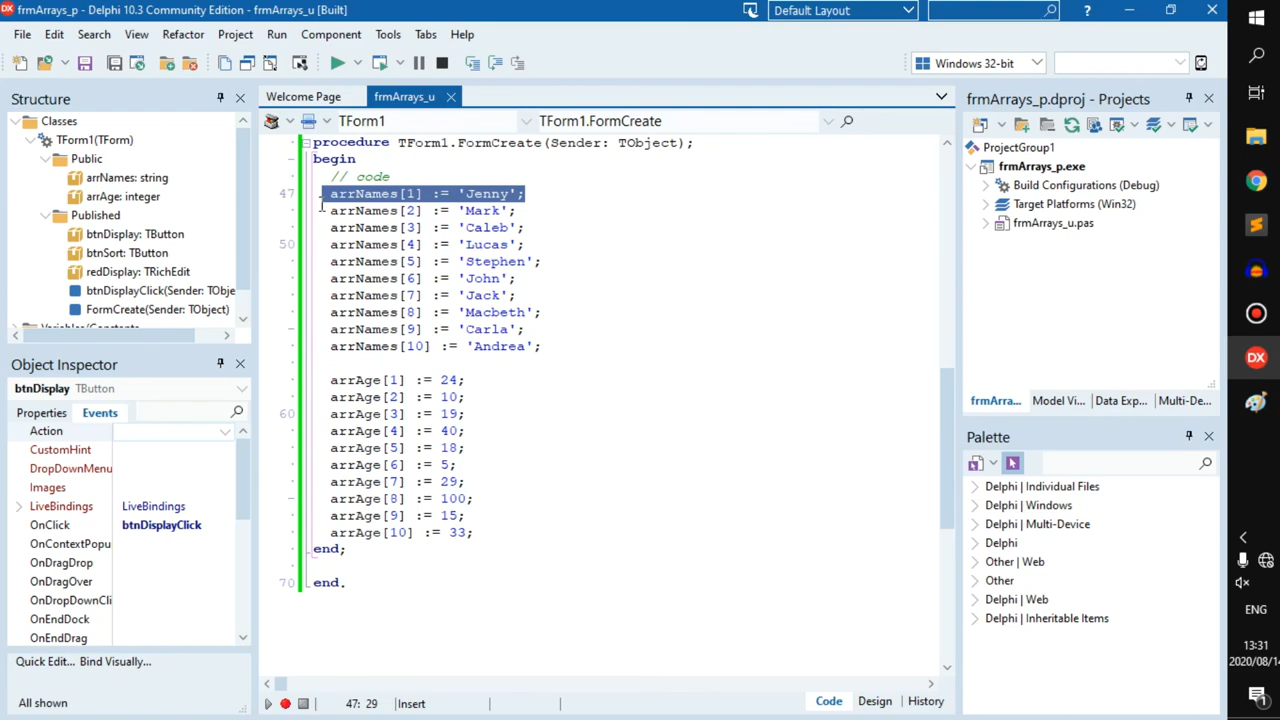 frmArrays_p - Delphi 10.3 Community Edition - frmArrays_u [Built]
Default Layout
File Edit Search View Refactor Project Run Component Tools Tabs Help
Windows 32-bit
Structure
Classes
TForm1(TForm)
Public
arrNames: string
arrAge: integer
Published
btnDisplay: TButton
btnSort: TButton
redDisplay: TRichEdit
btnDisplayClick(Sender: TObje
FormCreate(Sender: TObject)
Object Inspector
btnDisplay TButton
Properties Events
Action
CustomHint
DropDownMenu
Images
LiveBindings LiveBindings
OnClick btnDisplayClick
OnContextPopu
OnDragDrop
OnDragOver
OnDropDownCli
OnEndDock
OnEndDrag
Quick Edit... Bind Visually...
All shown
Welcome Page frmArrays_u
TForm1 TForm1.FormCreate
procedure TForm1.FormCreate(Sender: TObject);
begin
// code
47 arrNames[1] := 'Jenny';
arrNames[2] := 'Mark';
arrNames[3] := 'Caleb';
50 arrNames[4] := 'Lucas';
arrNames[5] := 'Stephen';
arrNames[6] := 'John';
arrNames[7] := 'Jack';
arrNames[8] := 'Macbeth';
arrNames[9] := 'Carla';
arrNames[10] := 'Andrea';
arrAge[1] := 24;
arrAge[2] := 10;
60 arrAge[3] := 19;
arrAge[4] := 40;
arrAge[5] := 18;
arrAge[6] := 5;
arrAge[7] := 29;
arrAge[8] := 100;
arrAge[9] := 15;
arrAge[10] := 33;
end;
70 end.
47: 29 Insert
Code Design History
frmArrays_p.dproj - Projects
ProjectGroup1
frmArrays_p.exe
Build Configurations (Debug)
Target Platforms (Win32)
frmArrays_u.pas
frmArra... Model Vi... Data Exp... Multi-De...
Palette
Delphi | Individual Files
Delphi | Windows
Delphi | Multi-Device
Delphi
Other | Web
Other
Delphi | Web
Delphi | Inheritable Items
DX
ENG
13:31
2020/08/14
1